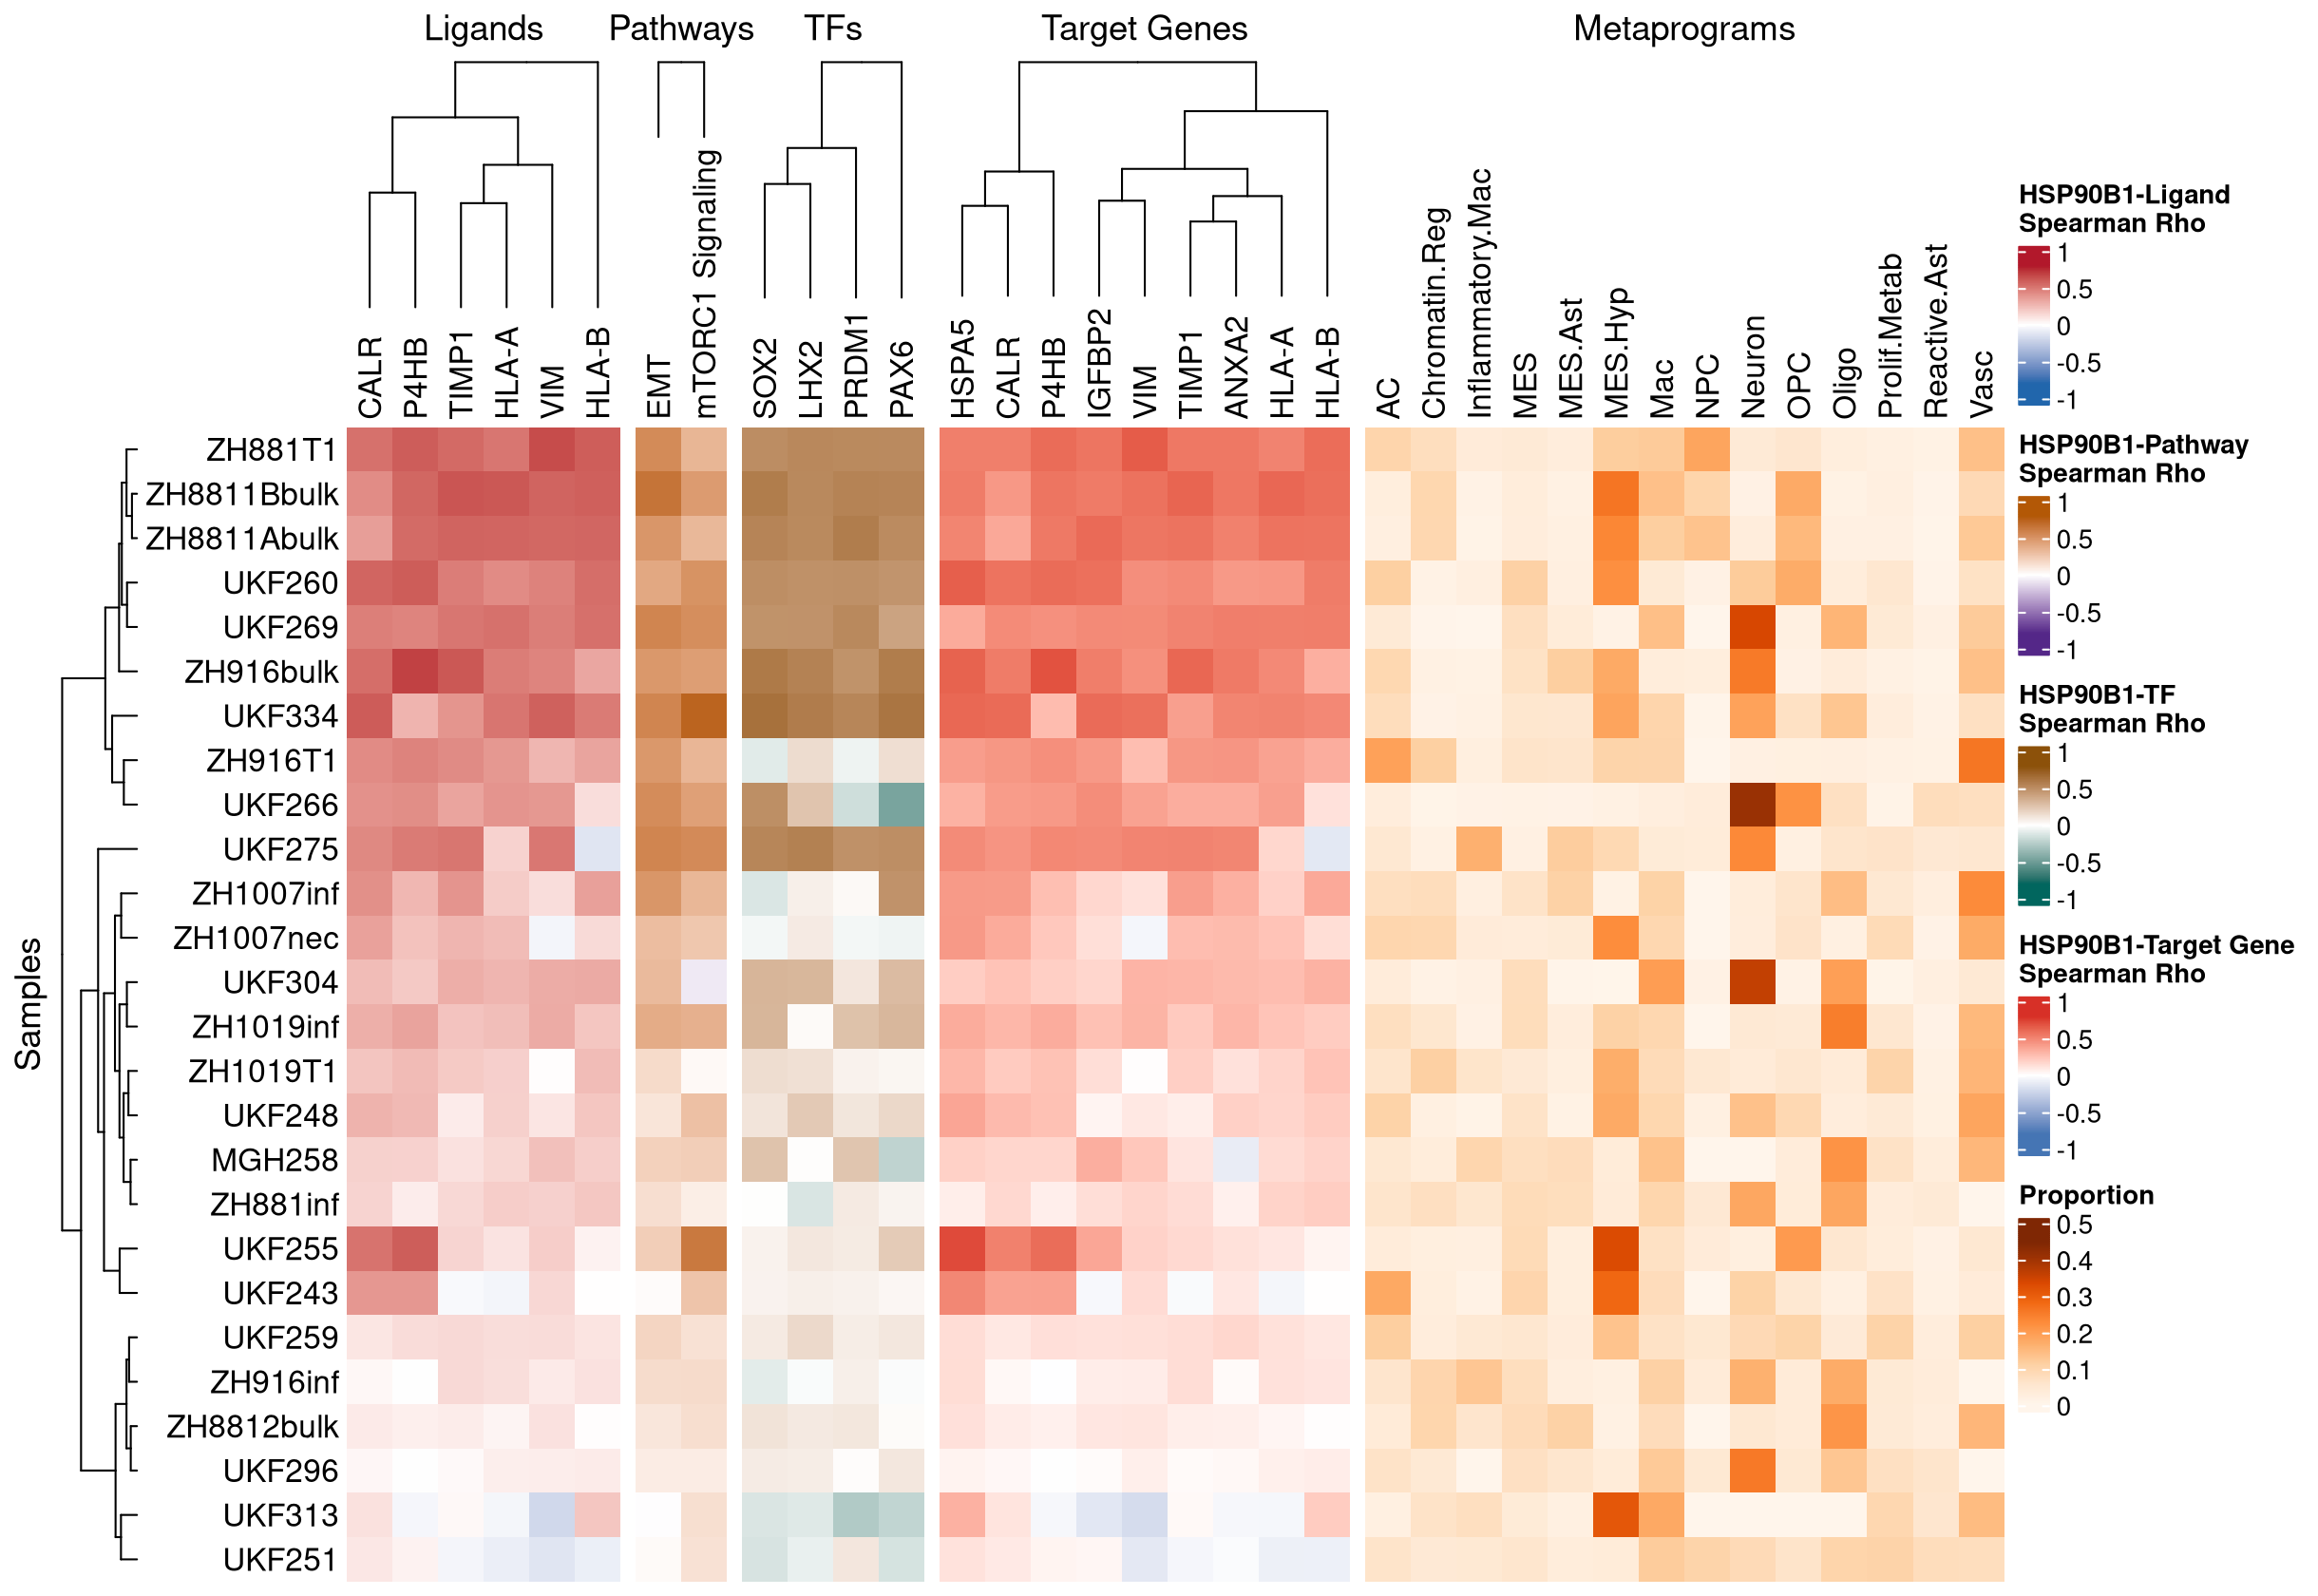 Ligands Pathways TFs Target Genes Metaprograms
CALR P4HB TIMP1 HLA-A VIM HLA-B EMT mTORC1 Signaling SOX2 LHX2 PRDM1 PAX6 HSPA5 CALR P4HB IGFBP2 VIM TIMP1 ANXA2 HLA-A HLA-B AC Chromatin.Reg Inflammatory.Mac MES MES.Ast MES.Hyp Mac NPC Neuron OPC Oligo Prolif.Metab Reactive.Ast Vasc
Samples
ZH881T1
ZH8811Bbulk
ZH8811Abulk
UKF260
UKF269
ZH916bulk
UKF334
ZH916T1
UKF266
UKF275
ZH1007inf
ZH1007nec
UKF304
ZH1019inf
ZH1019T1
UKF248
MGH258
ZH881inf
UKF255
UKF243
UKF259
ZH916inf
ZH8812bulk
UKF296
UKF313
UKF251
HSP90B1-Ligand
Spearman Rho
1
0.5
0
-0.5
-1
HSP90B1-Pathway
Spearman Rho
1
0.5
0
-0.5
-1
HSP90B1-TF
Spearman Rho
1
0.5
0
-0.5
-1
HSP90B1-Target Gene
Spearman Rho
1
0.5
0
-0.5
-1
Proportion
0.5
0.4
0.3
0.2
0.1
0